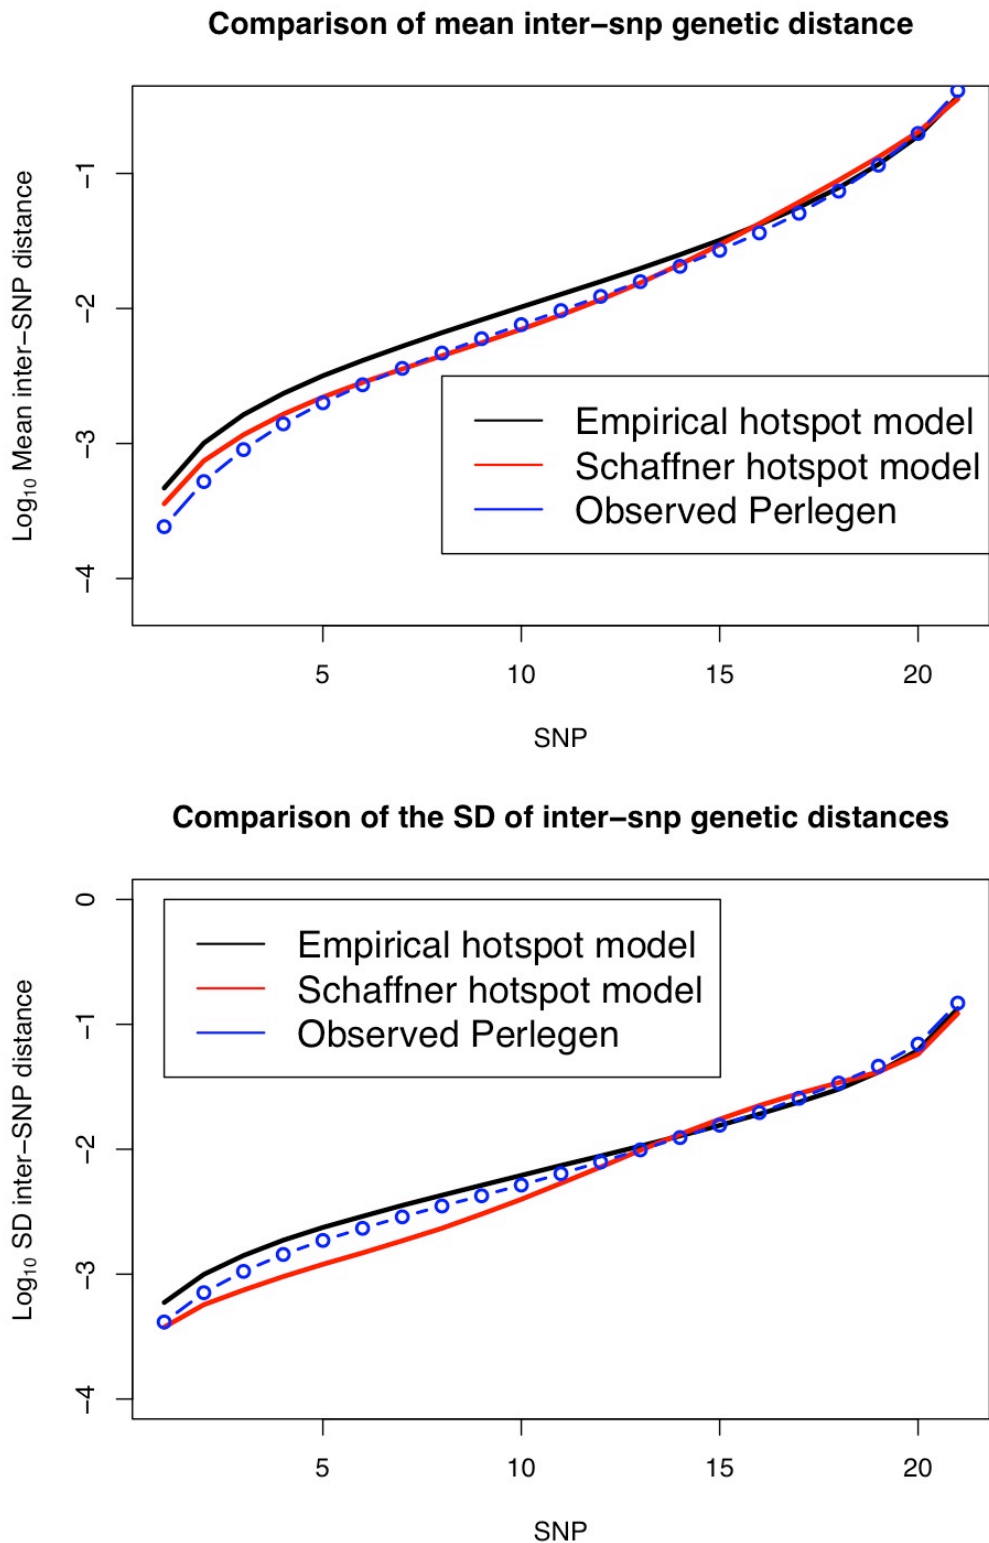 Comparison of mean inter−snp genetic distance
Log₁₀ Mean inter−SNP distance
−1
−2
−3
−4
Empirical hotspot model
Schaffner hotspot model
Observed Perlegen
5 10 15 20
SNP
Comparison of the SD of inter−snp genetic distances
Log₁₀ SD inter−SNP distance
0
−1
−2
−3
−4
Empirical hotspot model
Schaffner hotspot model
Observed Perlegen
5 10 15 20
SNP